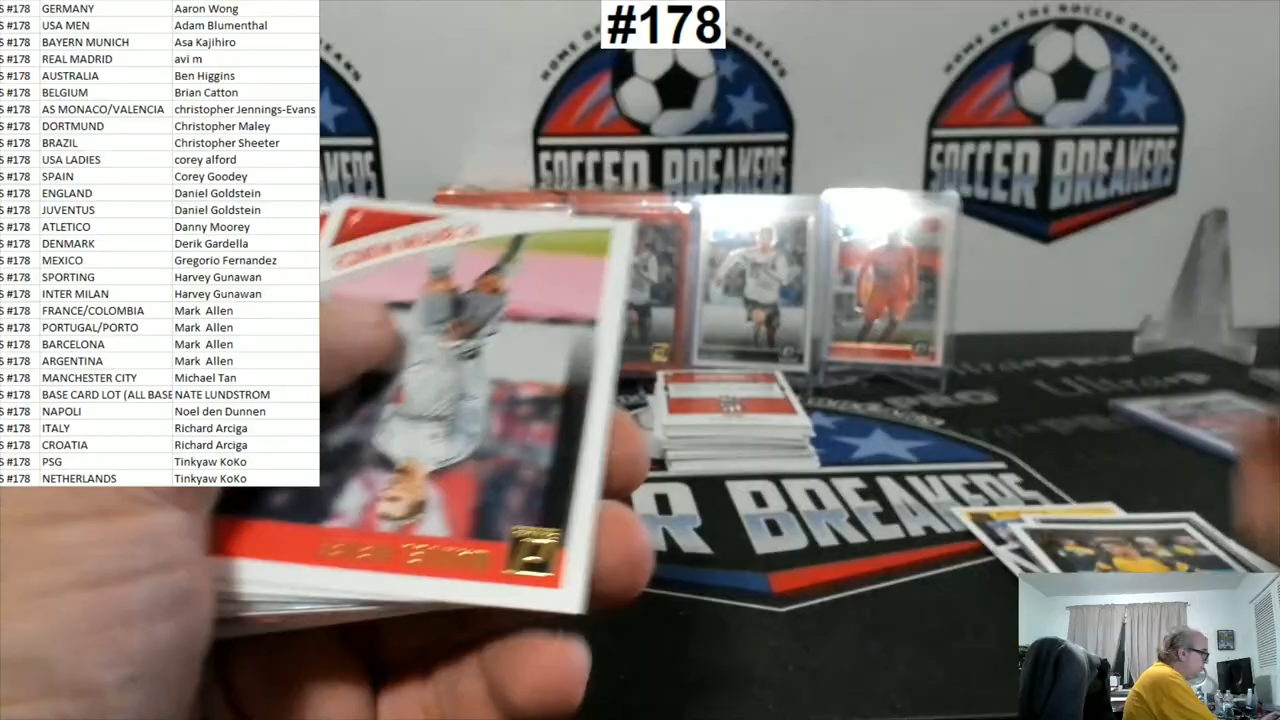 #178
S #178 GERMANY Aaron Wong
S #178 USA MEN Adam Blumenthal
S #178 BAYERN MUNICH Asa Kajihiro
S #178 REAL MADRID avi m
S #178 AUSTRALIA Ben Higgins
S #178 BELGIUM Brian Catton
S #178 AS MONACO/VALENCIA christopher Jennings-Evans
S #178 DORTMUND Christopher Maley
S #178 BRAZIL Christopher Sheeter
S #178 USA LADIES corey alford
S #178 SPAIN Corey Goodey
S #178 ENGLAND Daniel Goldstein
S #178 JUVENTUS Daniel Goldstein
S #178 ATLETICO Danny Moorey
S #178 DENMARK Derik Gardella
S #178 MEXICO Gregorio Fernandez
S #178 SPORTING Harvey Gunawan
S #178 INTER MILAN Harvey Gunawan
S #178 FRANCE/COLOMBIA Mark Allen
S #178 PORTUGAL/PORTO Mark Allen
S #178 BARCELONA Mark Allen
S #178 ARGENTINA Mark Allen
S #178 MANCHESTER CITY Michael Tan
S #178 BASE CARD LOT (ALL BASE NATE LUNDSTROM
S #178 NAPOLI Noel den Dunnen
S #178 ITALY Richard Arciga
S #178 CROATIA Richard Arciga
S #178 PSG Tinkyaw KoKo
S #178 NETHERLANDS Tinkyaw KoKo
HOME OF THE SOCCER BREAKS
SOCCER BREAKERS
SOCCER BREAKERS
ER BREAKERS